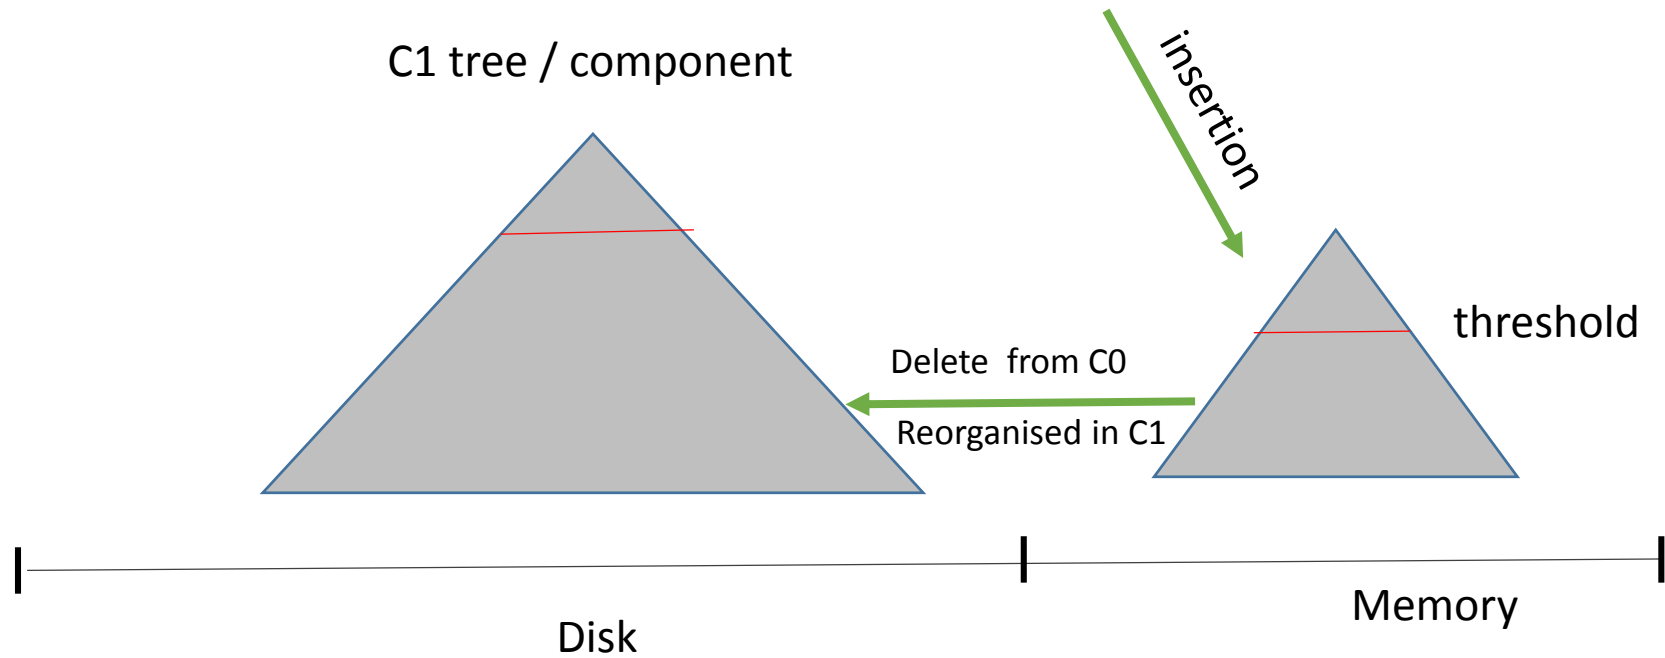 C1 tree / component
insertion
threshold
Delete from C0
Reorganised in C1
Disk
Memory